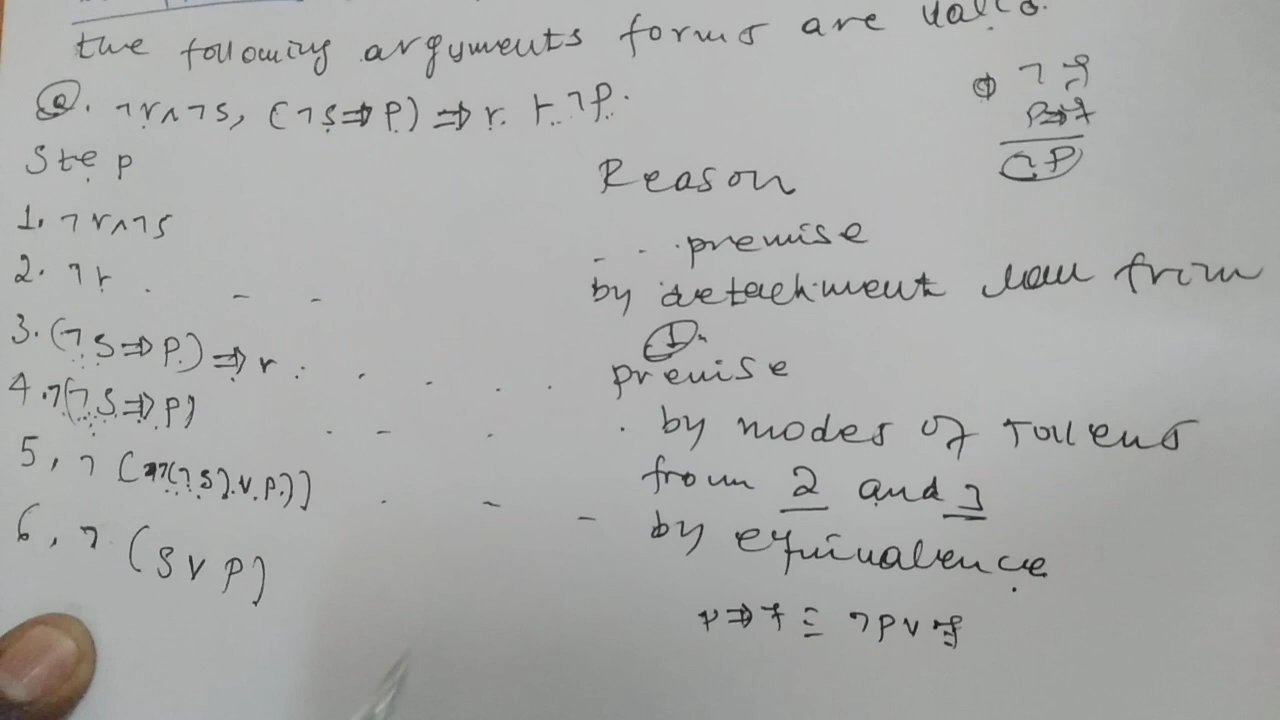 the following arguments forms are valid.
ⓐ. ¬r∧¬s, (¬s⇒p)⇒r. ⊢ ¬p.
¬q
p⇒q
¬p
Step Reason
1. ¬r∧¬s - - . premise
2. ¬r . - - by detachment law from
①.
3. (¬s⇒p)⇒r . . . . . premise
4. ¬(¬s⇒p) . - . . by modes of Tollens
from 2 and 3
5, ¬(¬(¬s).v.p.)) . - - by equivalence
6, ¬ (s v p)
p⇒q ≡ ¬p∨q